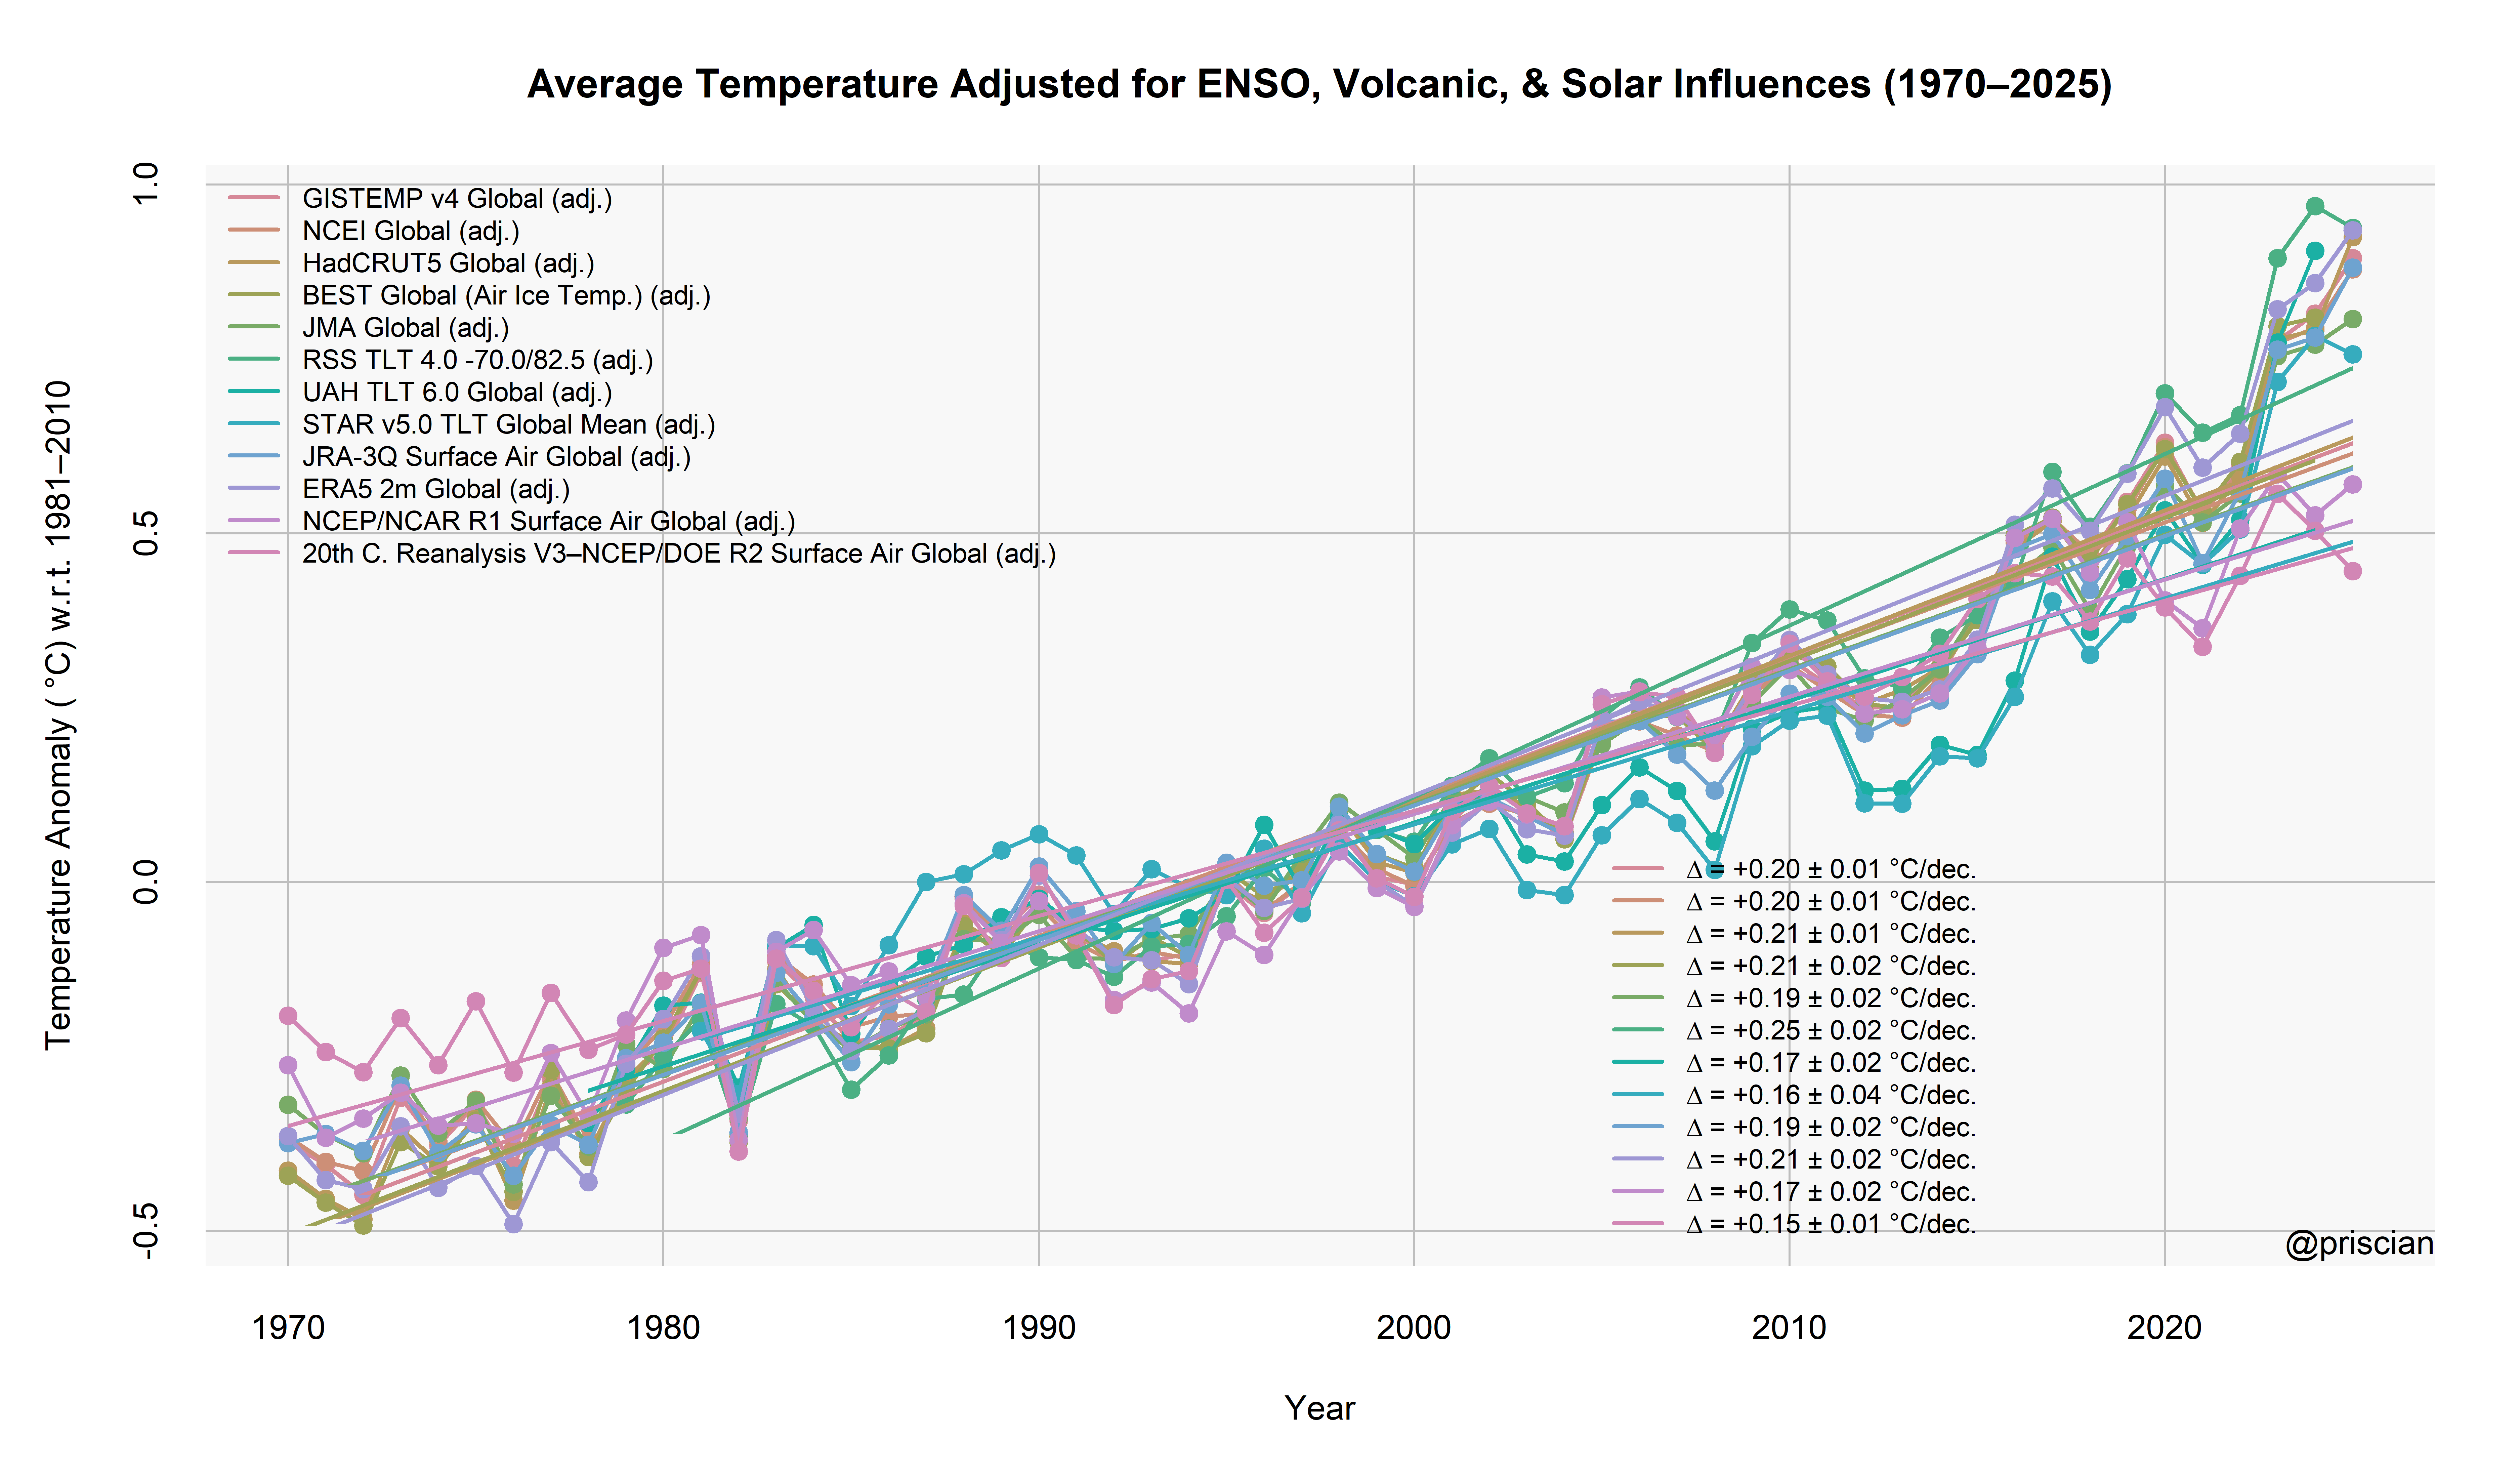 Average Temperature Adjusted for ENSO, Volcanic, & Solar Influences (1970–2025)
Temperature Anomaly ( °C) w.r.t. 1981–2010
1.0
0.5
0.0
-0.5
GISTEMP v4 Global (adj.)
NCEI Global (adj.)
HadCRUT5 Global (adj.)
BEST Global (Air Ice Temp.) (adj.)
JMA Global (adj.)
RSS TLT 4.0 -70.0/82.5 (adj.)
UAH TLT 6.0 Global (adj.)
STAR v5.0 TLT Global Mean (adj.)
JRA-3Q Surface Air Global (adj.)
ERA5 2m Global (adj.)
NCEP/NCAR R1 Surface Air Global (adj.)
20th C. Reanalysis V3–NCEP/DOE R2 Surface Air Global (adj.)
Δ = +0.20 ± 0.01 °C/dec.
Δ = +0.20 ± 0.01 °C/dec.
Δ = +0.21 ± 0.01 °C/dec.
Δ = +0.21 ± 0.02 °C/dec.
Δ = +0.19 ± 0.02 °C/dec.
Δ = +0.25 ± 0.02 °C/dec.
Δ = +0.17 ± 0.02 °C/dec.
Δ = +0.16 ± 0.04 °C/dec.
Δ = +0.19 ± 0.02 °C/dec.
Δ = +0.21 ± 0.02 °C/dec.
Δ = +0.17 ± 0.02 °C/dec.
Δ = +0.15 ± 0.01 °C/dec.
@priscian
1970 1980 1990 2000 2010 2020
Year